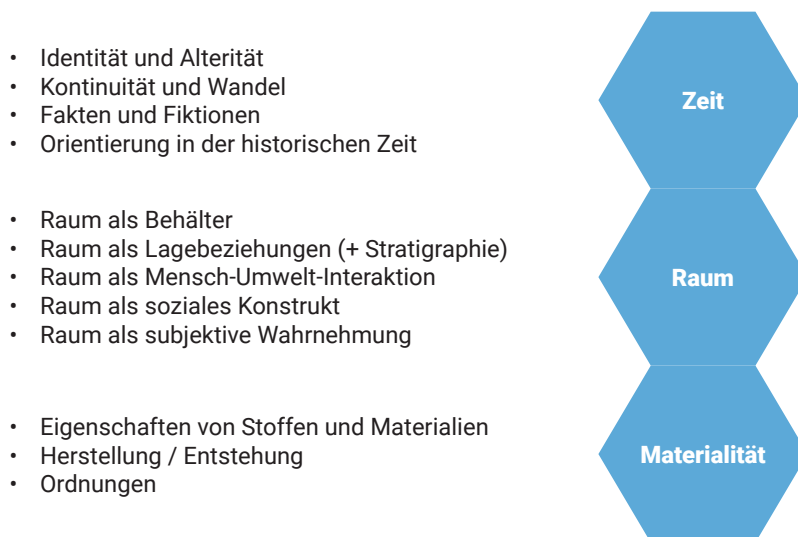 • Identität und Alterität
• Kontinuität und Wandel
• Fakten und Fiktionen
• Orientierung in der historischen Zeit
Zeit
• Raum als Behälter
• Raum als Lagebeziehungen (+ Stratigraphie)
• Raum als Mensch-Umwelt-Interaktion
• Raum als soziales Konstrukt
• Raum als subjektive Wahrnehmung
Raum
• Eigenschaften von Stoffen und Materialien
• Herstellung / Entstehung
• Ordnungen
Materialität